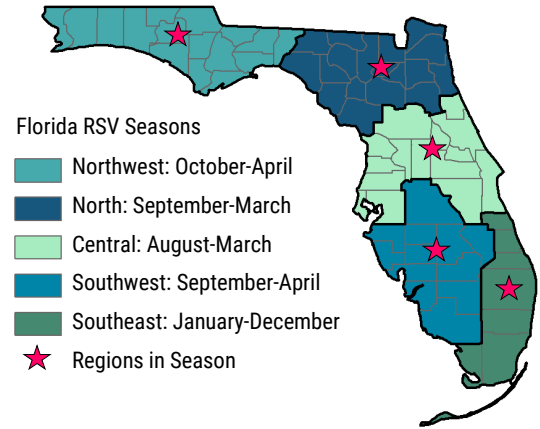 Florida RSV Seasons
Northwest: October-April
North: September-March
Central: August-March
Southwest: September-April
Southeast: January-December
Regions in Season